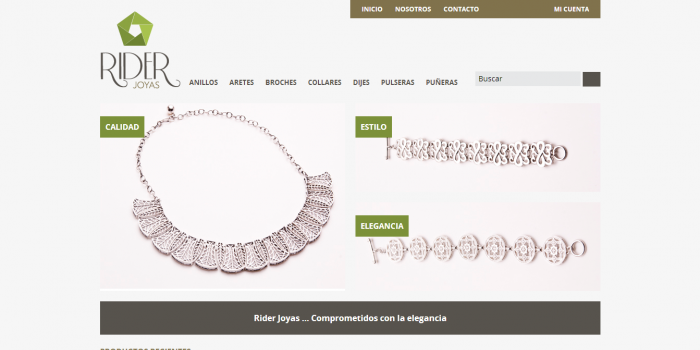 INICIO NOSOTROS CONTACTO MI CUENTA
RIDER
JOYAS
ANILLOS ARETES BROCHES COLLARES DIJES PULSERAS PUÑERAS
Buscar
CALIDAD
ESTILO
ELEGANCIA
Rider Joyas ... Comprometidos con la elegancia